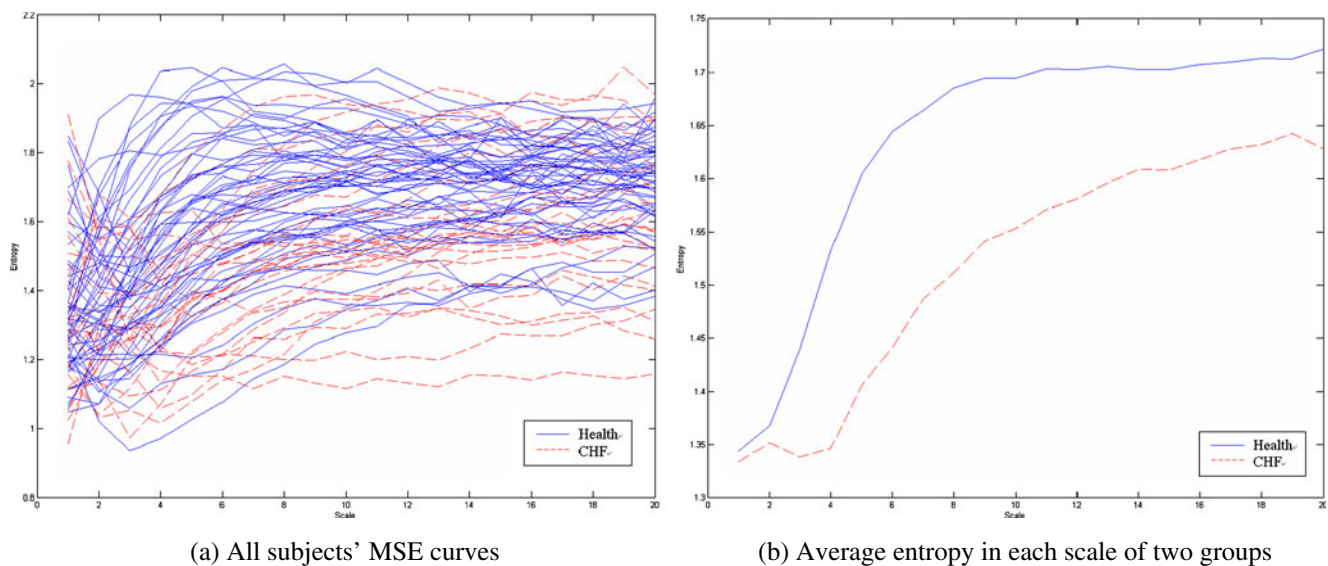 2.2
2
1.8
1.6
1.4
1.2
1
0.8
Entropy
0 2 4 6 8 10 12 14 16 18 20
Scale
Health
CHF
(a) All subjects’ MSE curves
1.75
1.7
1.65
1.6
1.55
1.5
1.45
1.4
1.35
1.3
Entropy
0 2 4 6 8 10 12 14 16 18 20
Scale
Health
CHF
(b) Average entropy in each scale of two groups